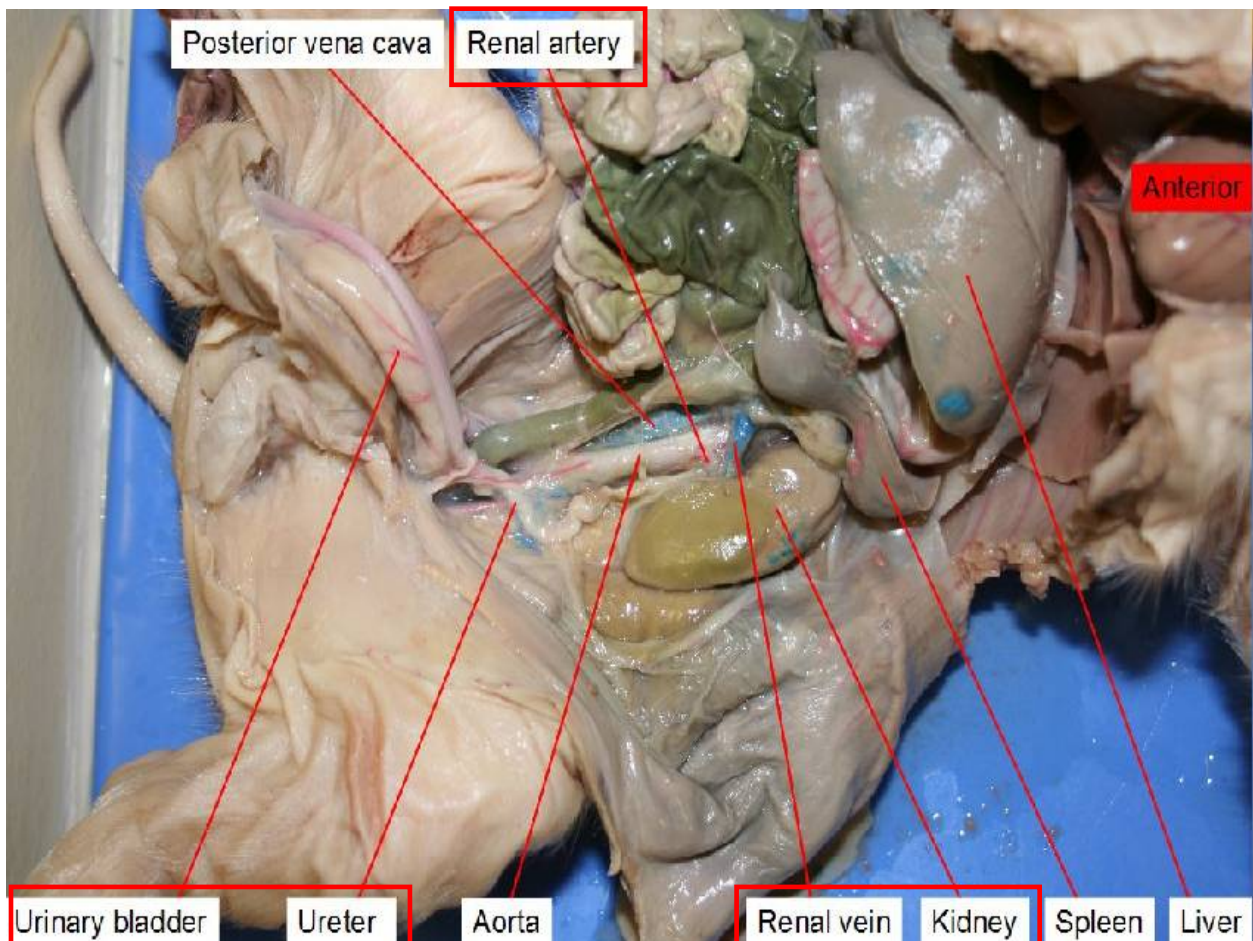 Posterior vena cava
Renal artery
Anterior
Urinary bladder
Ureter
Aorta
Renal vein
Kidney
Spleen
Liver